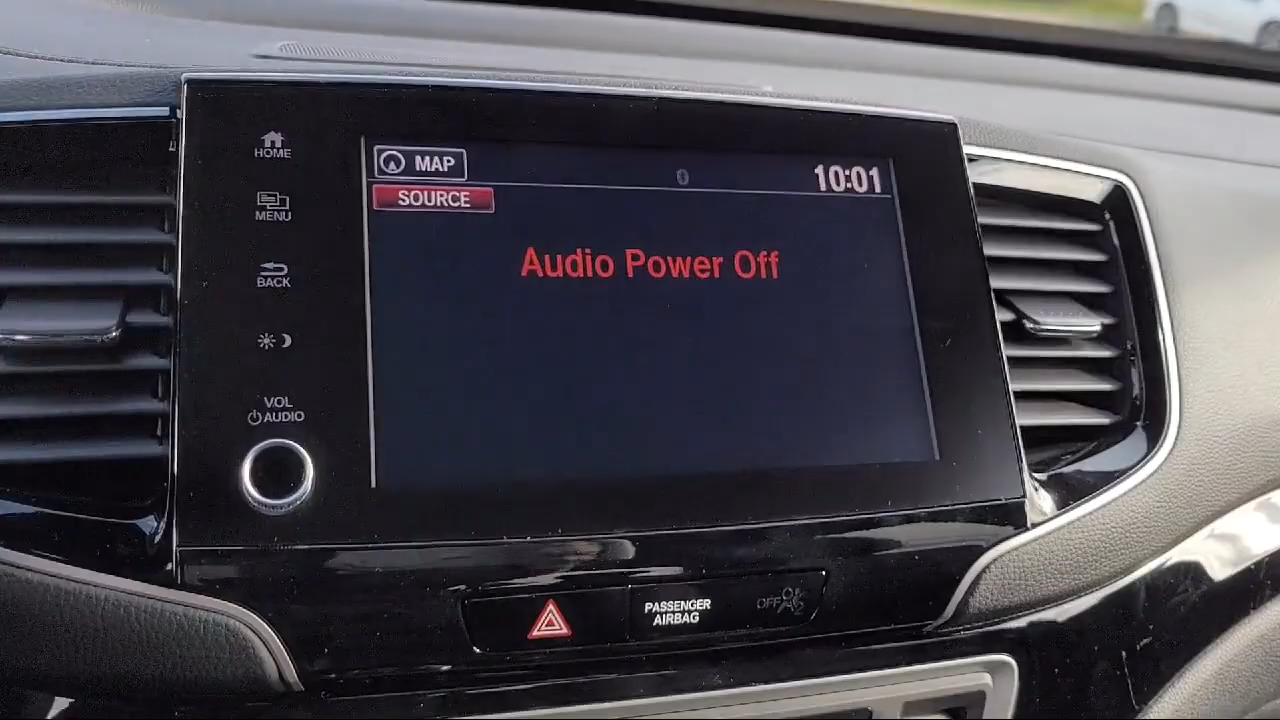 HOME
MENU
BACK
VOL
AUDIO
MAP
10:01
SOURCE
Audio Power Off
PASSENGER
AIRBAG
OFF